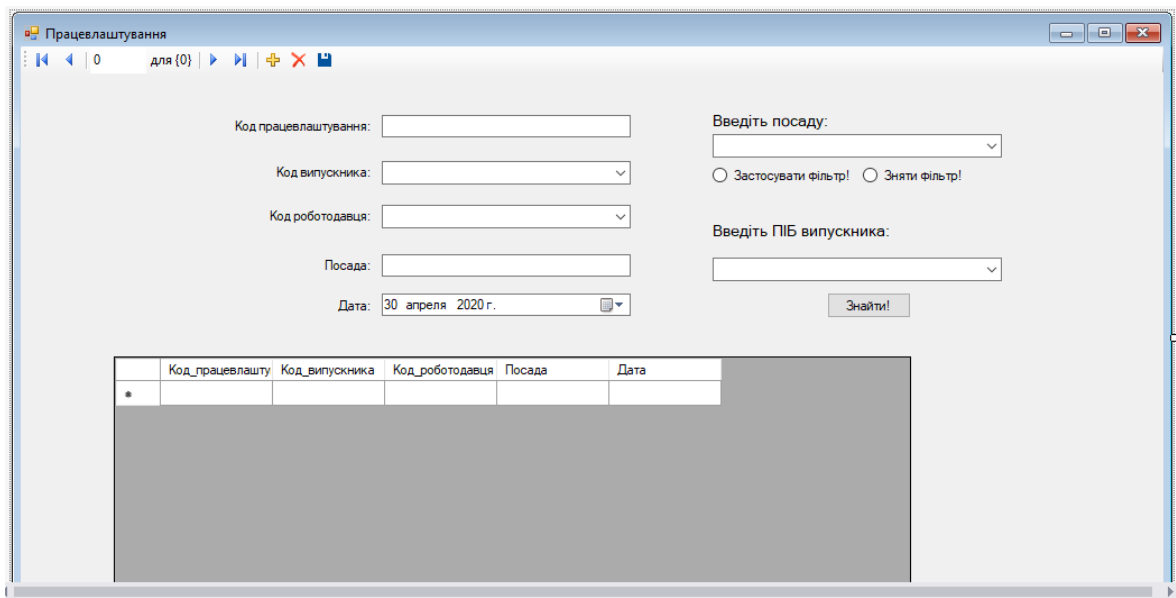 Працевлаштування
0 для {0}
Код працевлаштування:
Код випускника:
Код роботодавця:
Посада:
Дата: 30 апреля 2020 г.
Введіть посаду:
Застосувати фільтр! Зняти фільтр!
Введіть ПІБ випускника:
Знайти!
Код_працевлашту Код_випускника Код_роботодавця Посада Дата